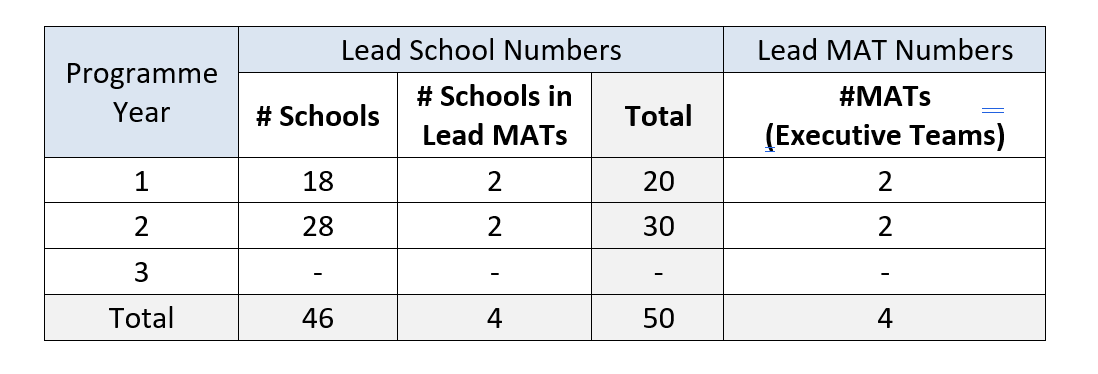 Programme Year
Lead School Numbers
Lead MAT Numbers
# Schools
# Schools in
Lead MATs
Total
#MATs
(Executive Teams)
1 18 2 20 2
2 28 2 30 2
3 - - - -
Total 46 4 50 4